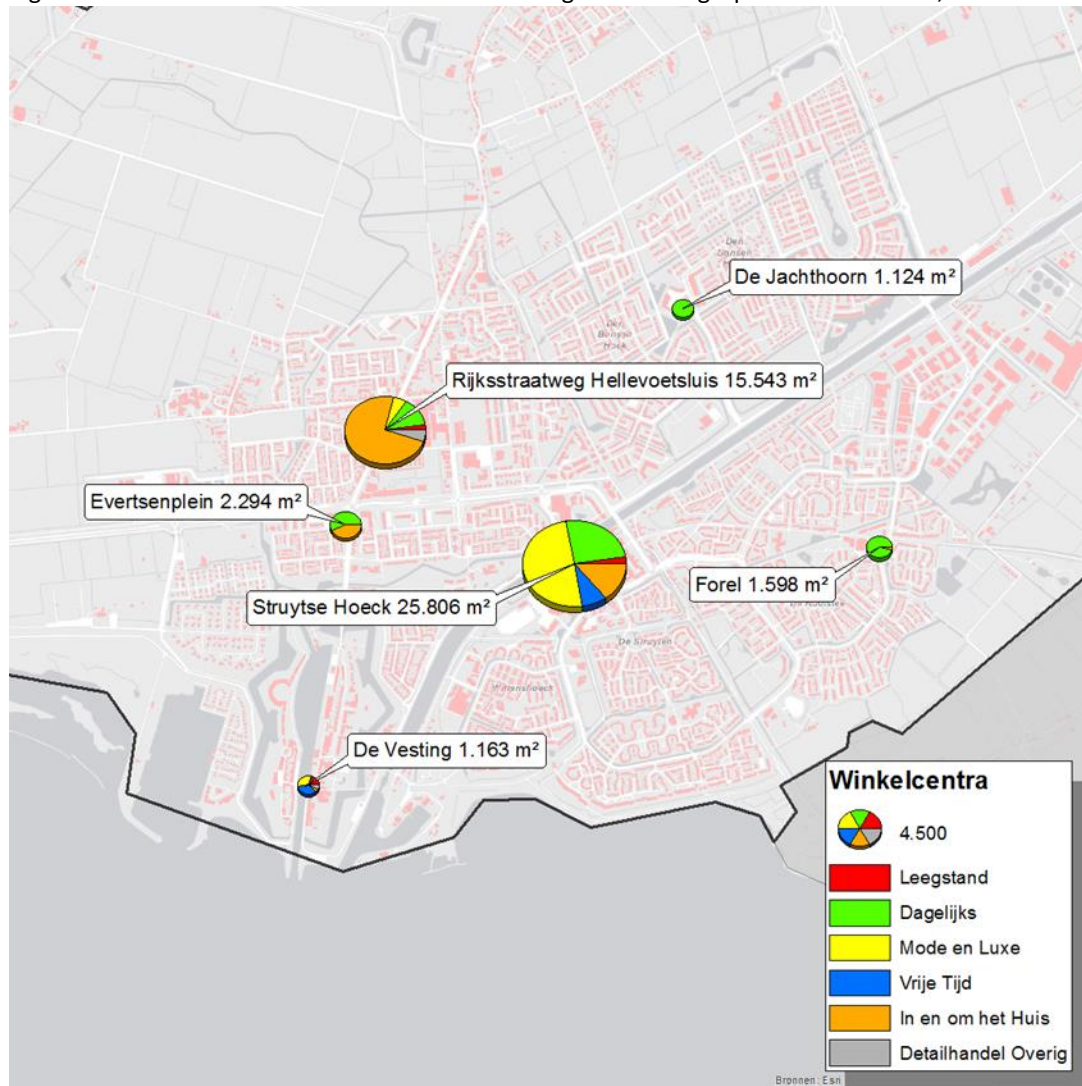 De Jachthoorn 1.124 m²
Rijksstraatweg Hellevoetsluis 15.543 m²
Evertsenplein 2.294 m²
Forel 1.598 m²
Struytse Hoeck 25.806 m²
De Struyten
De Vesting 1.163 m²
Winkelcentra
4.500
Leegstand
Dagelijks
Mode en Luxe
Vrije Tijd
In en om het Huis
Detailhandel Overig
Bronnen: Esri